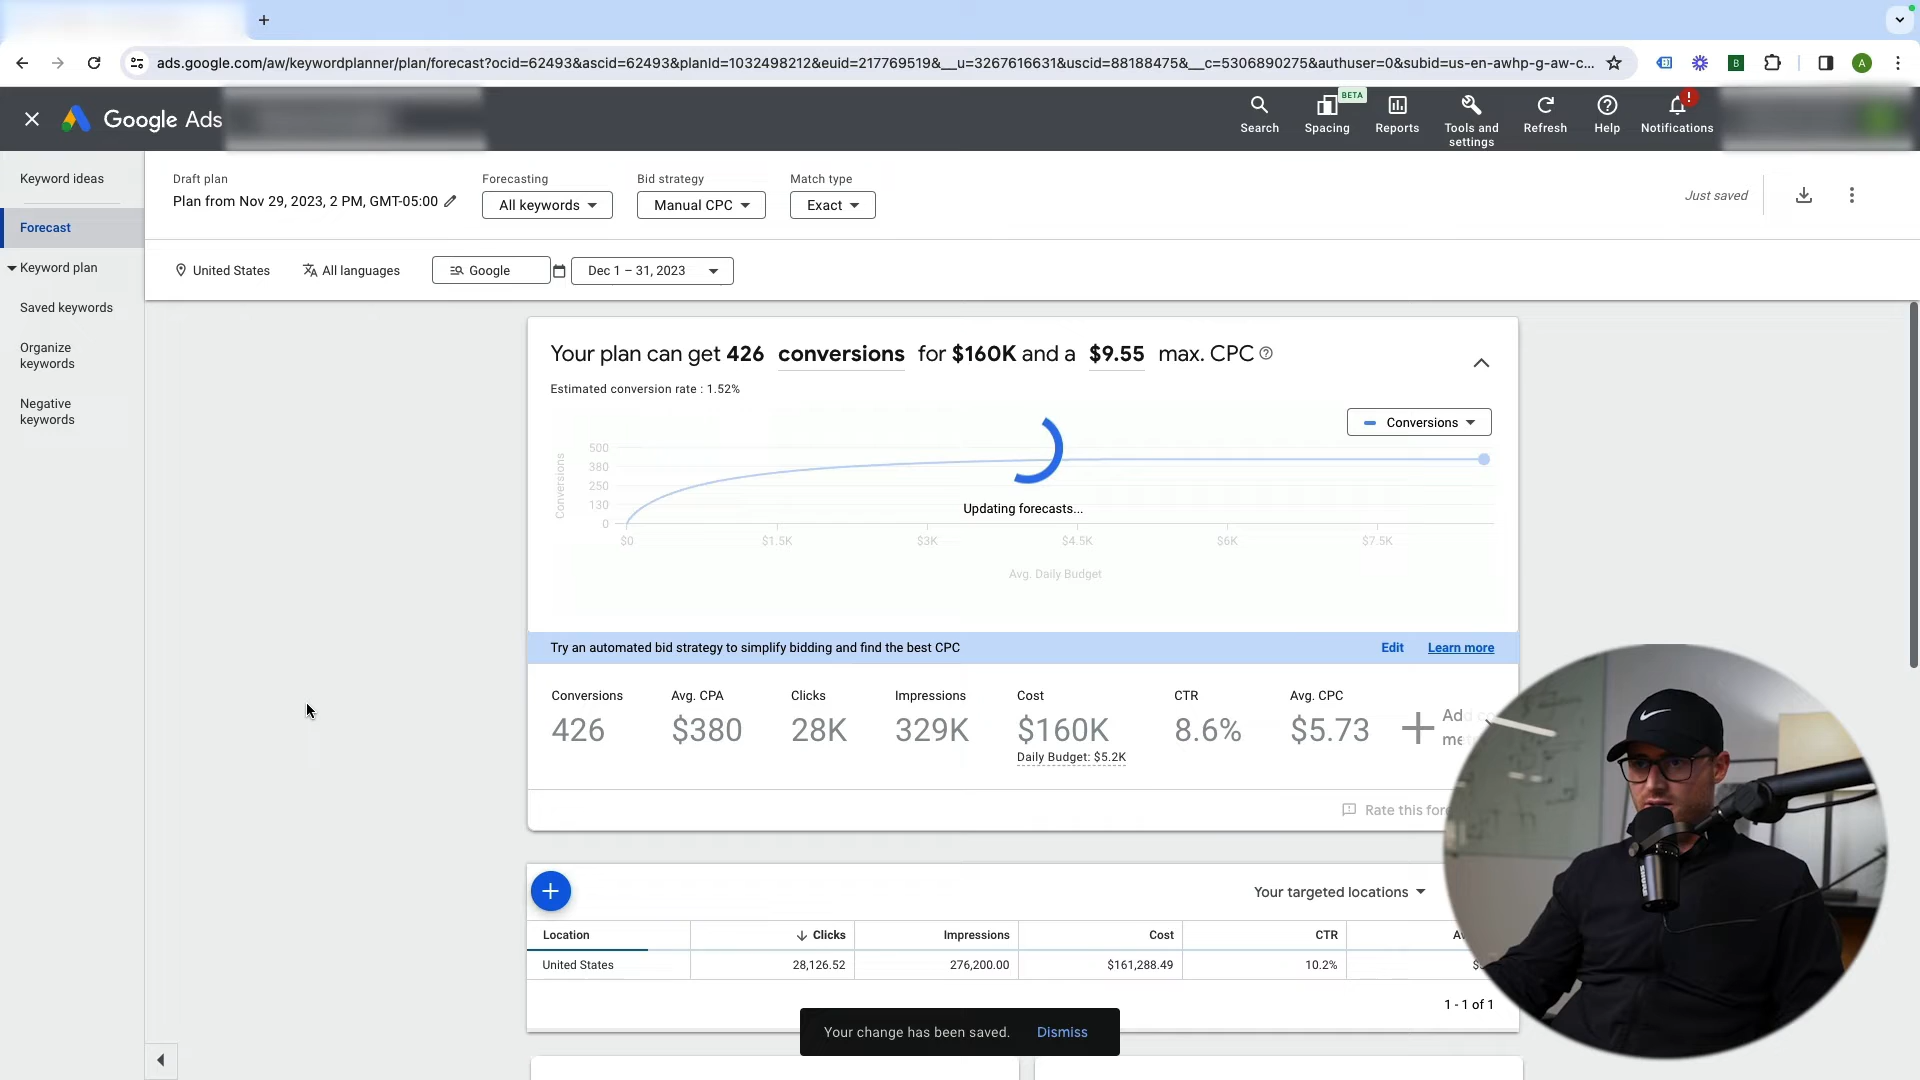 ads.google.com/aw/keywordplanner/plan/forecast?ocid=62493&ascid=62493&planId=1032498212&euid=217769519&__u=3267616631&uscid=88188475&__c=5306890275&authuser=0&subid=us-en-awhp-g-aw-c...
A
Google Ads
Search
BETA
Spacing
Reports
Tools and settings
Refresh
Help
!
Notifications
Keyword ideas
Forecast
Keyword plan
Saved keywords
Organize keywords
Negative keywords
Draft plan
Plan from Nov 29, 2023, 2 PM, GMT-05:00
Forecasting
All keywords
Bid strategy
Manual CPC
Match type
Exact
Just saved
United States
All languages
Google
Dec 1 – 31, 2023
Your plan can get 426 conversions for $160K and a $9.55 max. CPC
Estimated conversion rate : 1.52%
Conversions
Conversions
500
380
250
130
0
Updating forecasts...
$0 $1.5K $3K $4.5K $6K $7.5K
Avg. Daily Budget
Try an automated bid strategy to simplify bidding and find the best CPC
Edit
Learn more
Conversions Avg. CPA Clicks Impressions Cost CTR Avg. CPC
426 $380 28K 329K $160K 8.6% $5.73
Daily Budget: $5.2K
Rate this
Your targeted locations
Location Clicks Impressions Cost CTR
United States 28,126.52 276,200.00 $161,288.49 10.2%
1 - 1 of 1
Your change has been saved. Dismiss